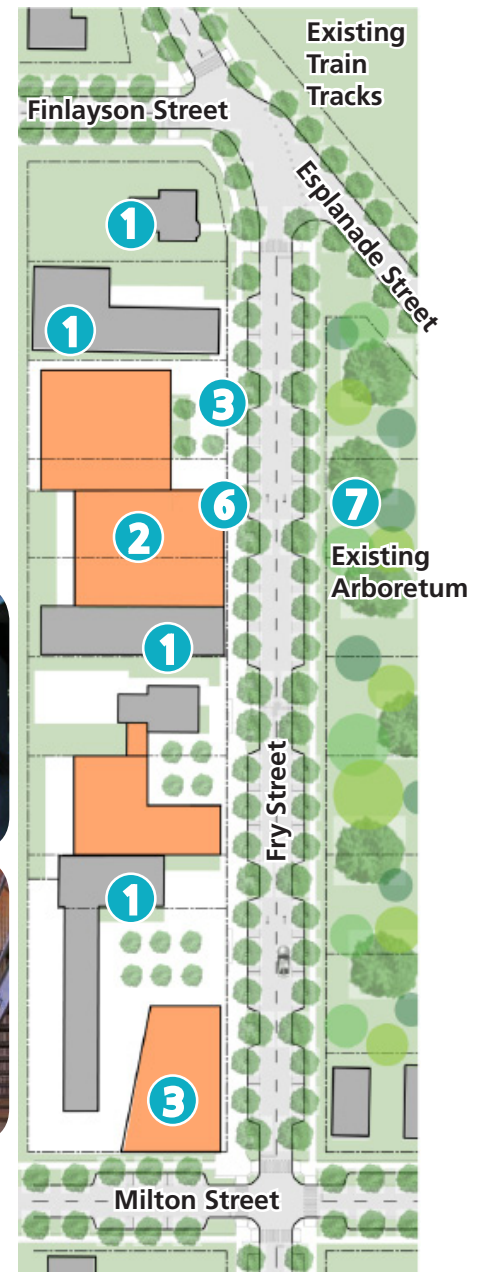 Existing
Train
Tracks
Finlayson Street
Esplanade Street
1
1
3
6
7
2
Existing
Arboretum
1
Fry Street
1
3
Milton Street